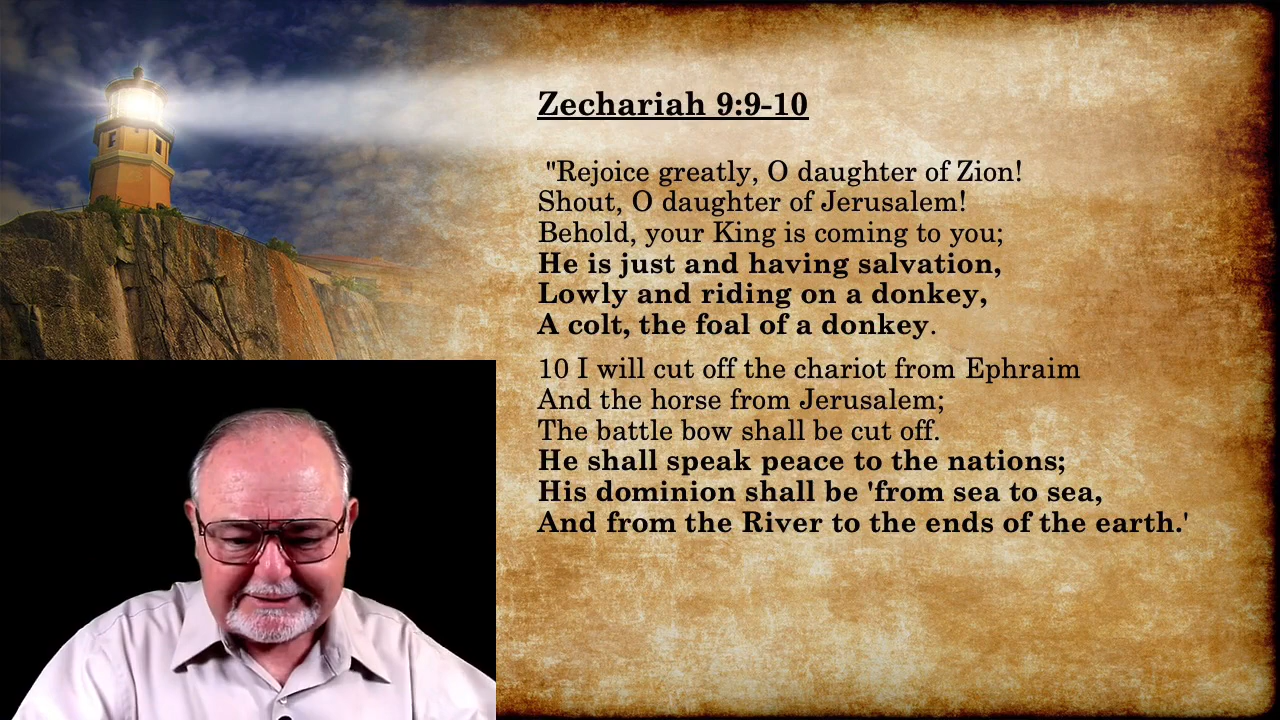 Zechariah 9:9-10
"Rejoice greatly, O daughter of Zion!
Shout, O daughter of Jerusalem!
Behold, your King is coming to you;
He is just and having salvation,
Lowly and riding on a donkey,
A colt, the foal of a donkey.
10 I will cut off the chariot from Ephraim
And the horse from Jerusalem;
The battle bow shall be cut off.
He shall speak peace to the nations;
His dominion shall be 'from sea to sea,
And from the River to the ends of the earth.'